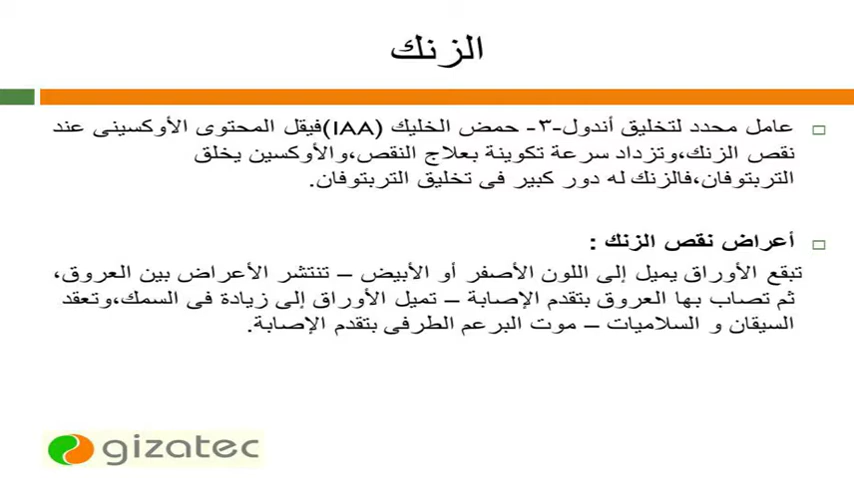 الزنك
عامل محدد لتخليق أندول-٣- حمض الخليك (IAA)فيقل المحتوى الأوكسينى عند
نقص الزنك،وتزداد سرعة تكوينة بعلاج النقص،والأوكسين يخلق
التربتوفان،فالزنك له دور كبير فى تخليق التربتوفان.
أعراض نقص الزنك :
تبقع الأوراق يميل إلى اللون الأصفر أو الأبيض – تنتشر الأعراض بين العروق،
ثم تصاب بها العروق بتقدم الإصابة – تميل الأوراق إلى زيادة فى السمك،وتعقد
السيقان و السلاميات – موت البرعم الطرفى بتقدم الإصابة.
gizatec